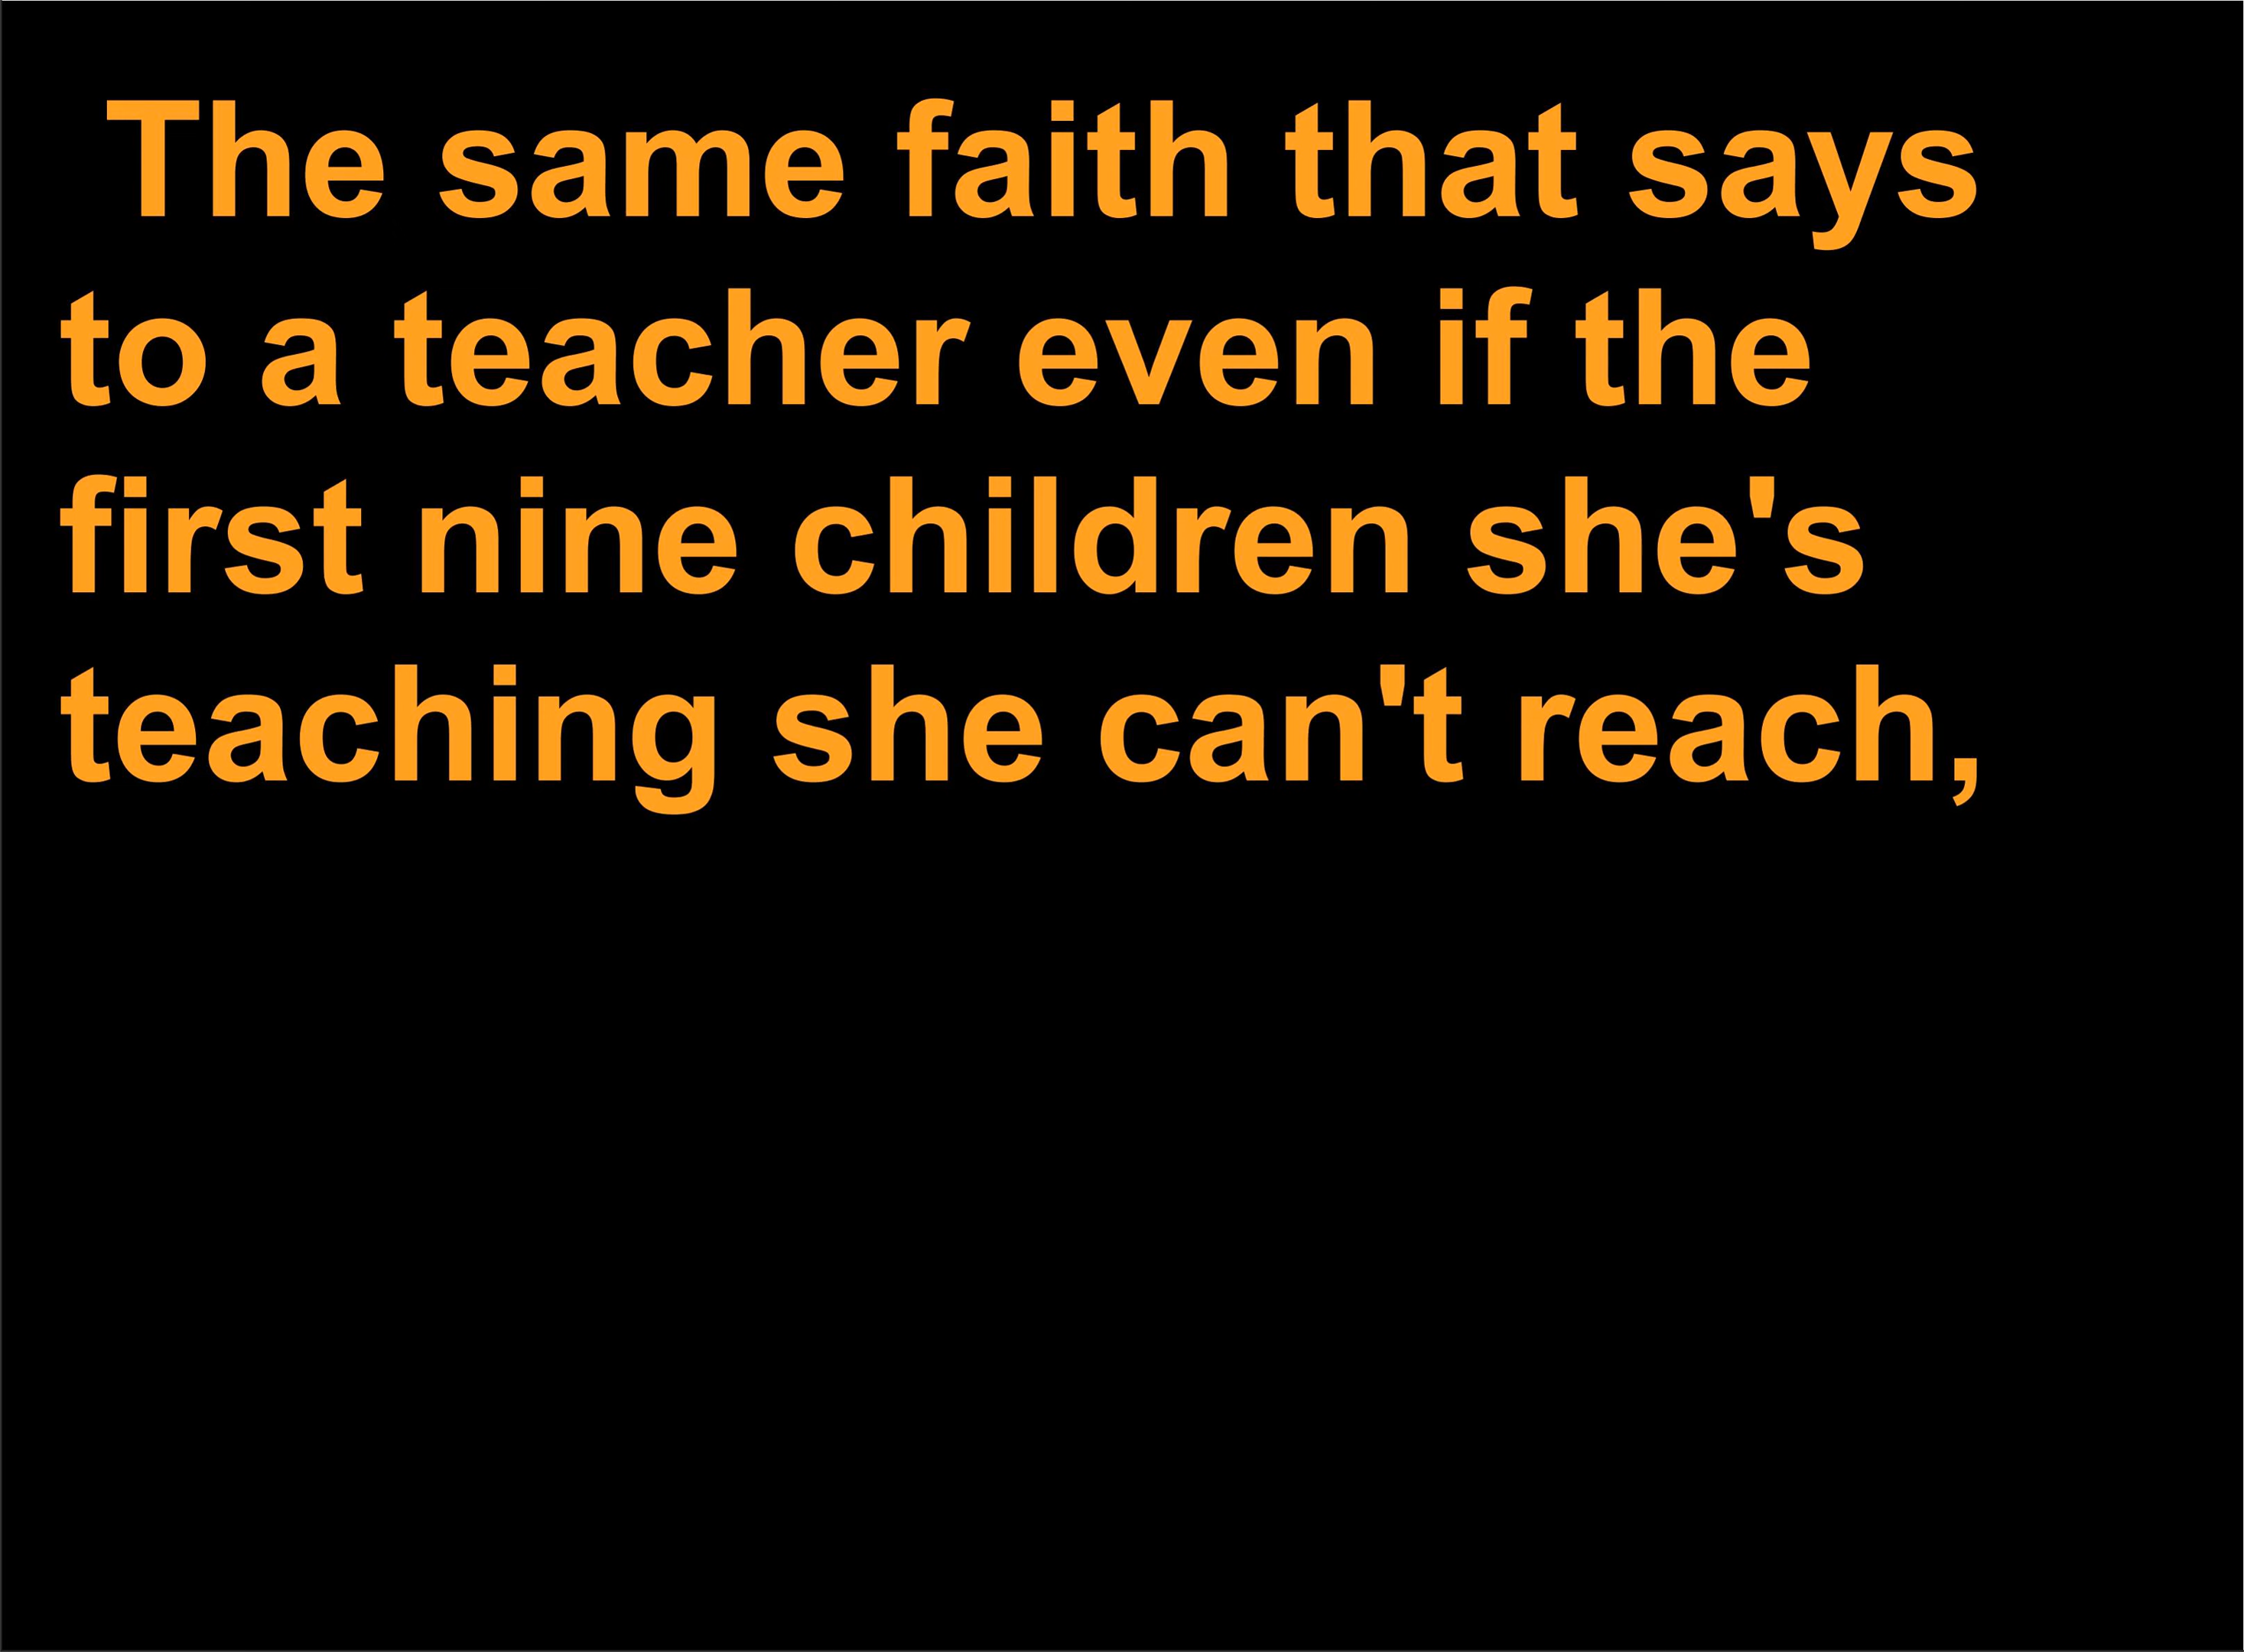 The same faith that says
to a teacher even if the
first nine children she's
teaching she can't reach,